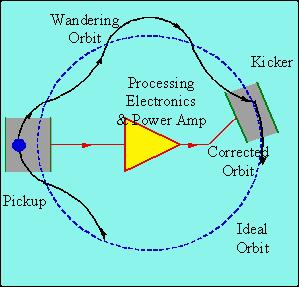 Wandering
Orbit
Kicker
Processing
Electronics
& Power Amp
Corrected
Orbit
Pickup
Ideal
Orbit